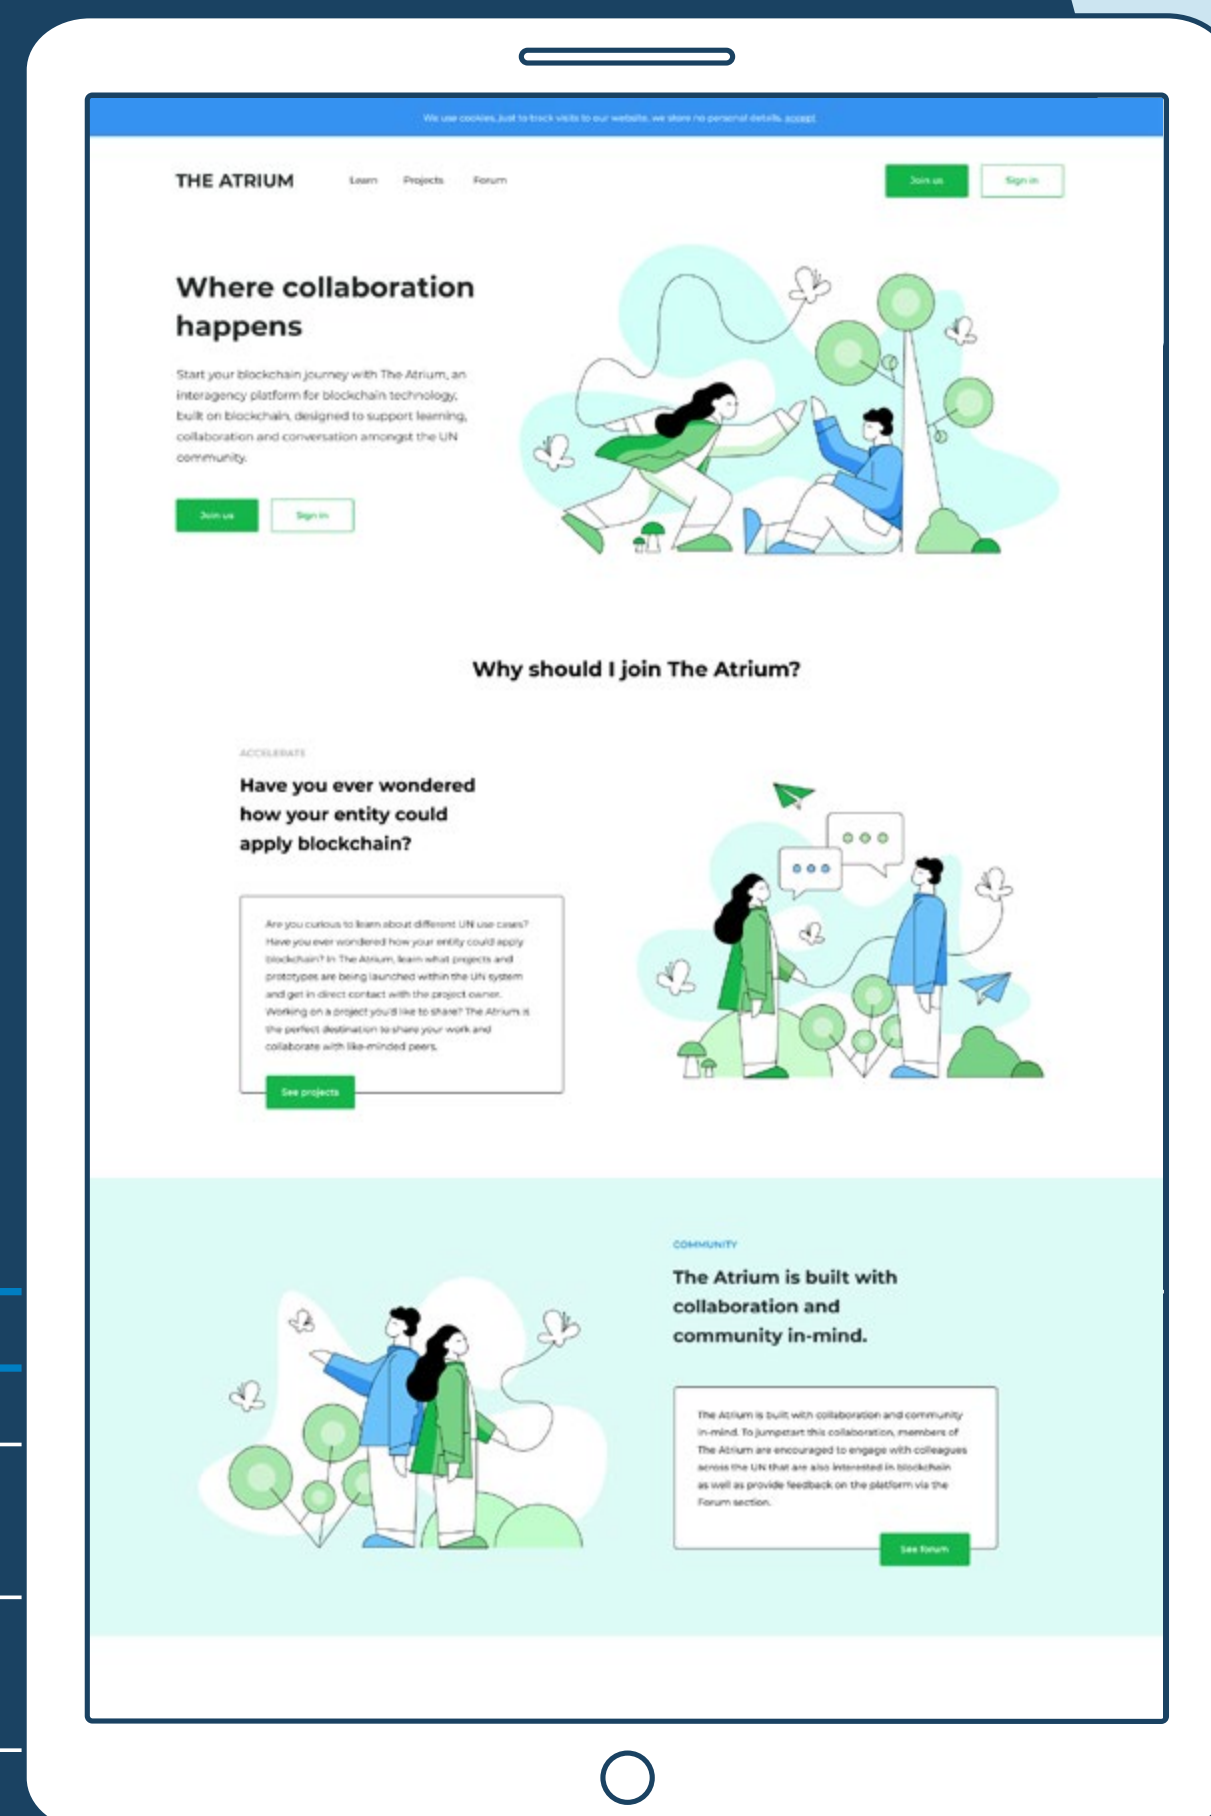 We use cookies, just to track visits to our website, we store no personal details. accept
THE ATRIUM
Learn
Projects
Forum
Join us
Sign in
Where collaboration
happens
Start your blockchain journey with The Atrium, an
interagency platform for blockchain technology,
built on blockchain, designed to support learning,
collaboration and conversation amongst the UN
community.
Join us
Sign in
Why should I join The Atrium?
ACCELERATE
Have you ever wondered
how your entity could
apply blockchain?
Are you curious to learn about different UN use cases?
Have you ever wondered how your entity could apply
blockchain? In The Atrium, learn what projects and
prototypes are being launched within the UN system
and get in direct contact with the project owner.
Working on a project you'd like to share? The Atrium is
the perfect destination to share your work and
collaborate with like-minded peers.
See projects
COMMUNITY
The Atrium is built with
collaboration and
community in-mind.
The Atrium is built with collaboration and community
in-mind. To jumpstart this collaboration, members of
The Atrium are encouraged to engage with colleagues
across the UN that are also interested in blockchain
as well as provide feedback on the platform via the
Forum section.
See forum